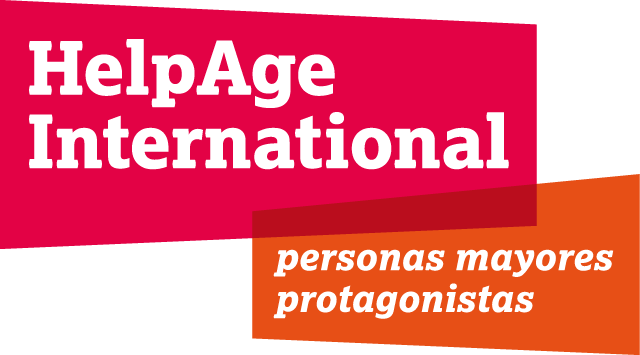 HelpAge
International
personas mayores
protagonistas